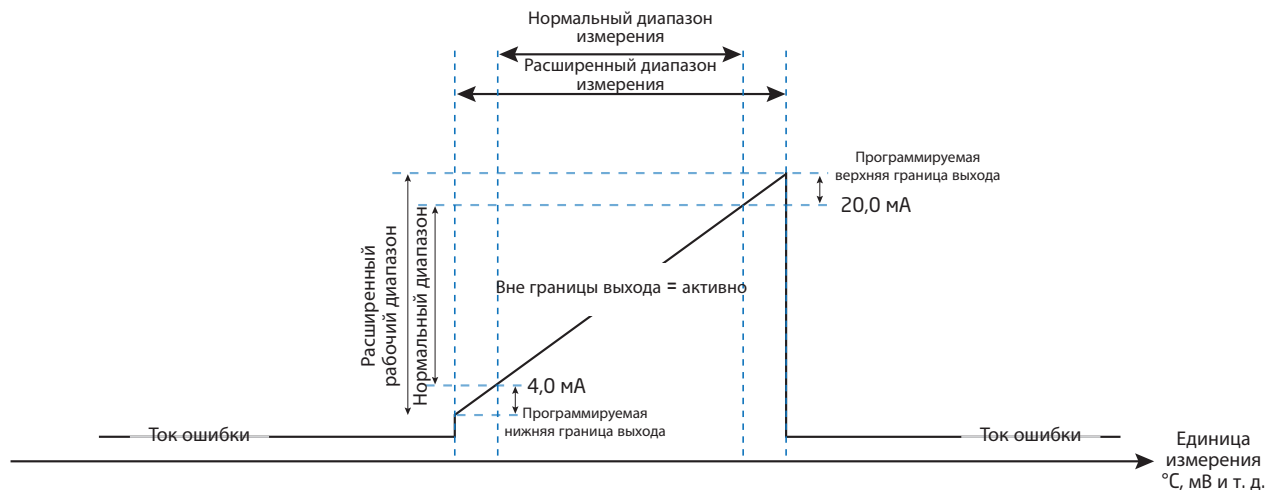 Нормальный диапазон
измерения
Расширенный диапазон
измерения
Программируемая
верхняя граница выхода
20,0 мА
Расширенный
рабочий диапазон
Нормальный диапазон
Вне границы выхода = активно
4,0 мА
Программируемая
нижняя граница выхода
Ток ошибки
Ток ошибки
Единица
измерения
°C, мВ и т. д.